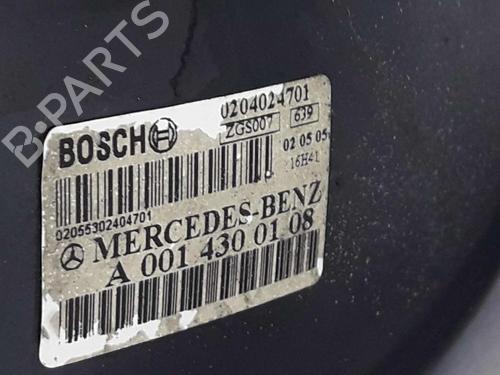 B-PARTS
0204024701
BOSCH
ZGS007 639
02 05 05
16H41
02055302404701
MERCEDES-BENZ
A 001 430 01 08